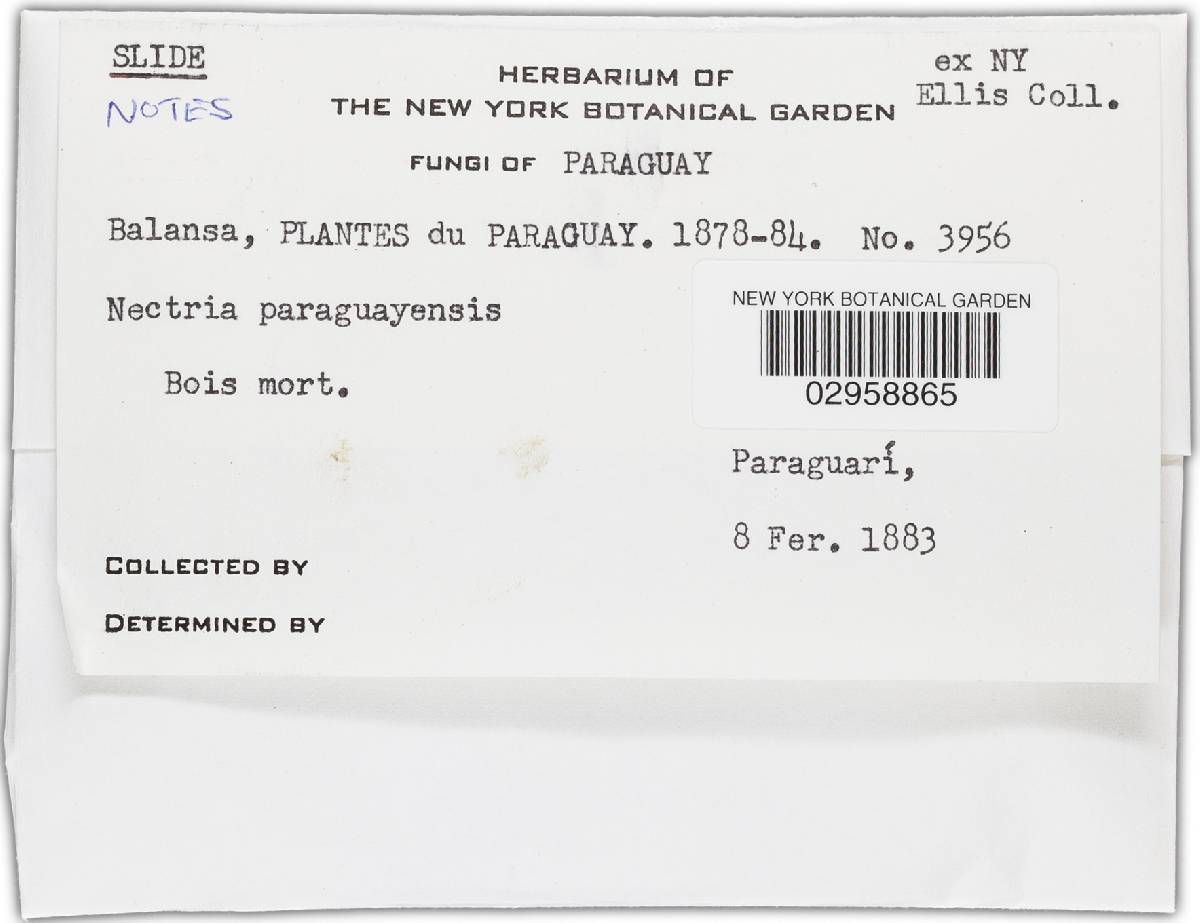 SLIDE
NOTES
HERBARIUM OF
THE NEW YORK BOTANICAL GARDEN
ex NY
Ellis Coll.
FUNGI OF PARAGUAY
Balansa, PLANTES du PARAGUAY. 1878-84. No. 3956
Nectria paraguayensis
Bois mort.
NEW YORK BOTANICAL GARDEN
02958865
Paraguarí,
8 Fer. 1883
COLLECTED BY
DETERMINED BY